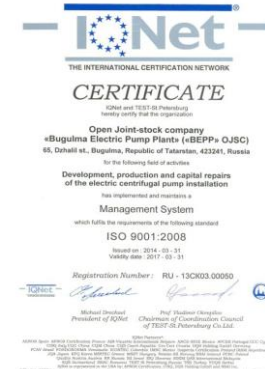 IQNet
®
THE INTERNATIONAL CERTIFICATION NETWORK
CERTIFICATE
IQNet and TEST-St.Petersburg
hereby certify that the organization
Open Joint-stock company
«Bugulma Electric Pump Plant» («BEPP» OJSC)
65, Dzhalil st., Bugulma, Republic of Tatarstan, 423241, Russia
for the following field of activities
Development, production and capital repairs
of the electric centrifugal pump installation
has implemented and maintains a
Management System
which fulfills the requirements of the following standard
ISO 9001:2008
Issued on : 2014 - 03 - 31
Validity date : 2017 - 03 - 31
Registration Number: RU - 13CK03.00050
IQNet
Michael Drechsel
President of IQNet
Prof Vladimir Okrepilov
Chairman of Coordination Council
of TEST-St.Petersburg Co.Ltd.